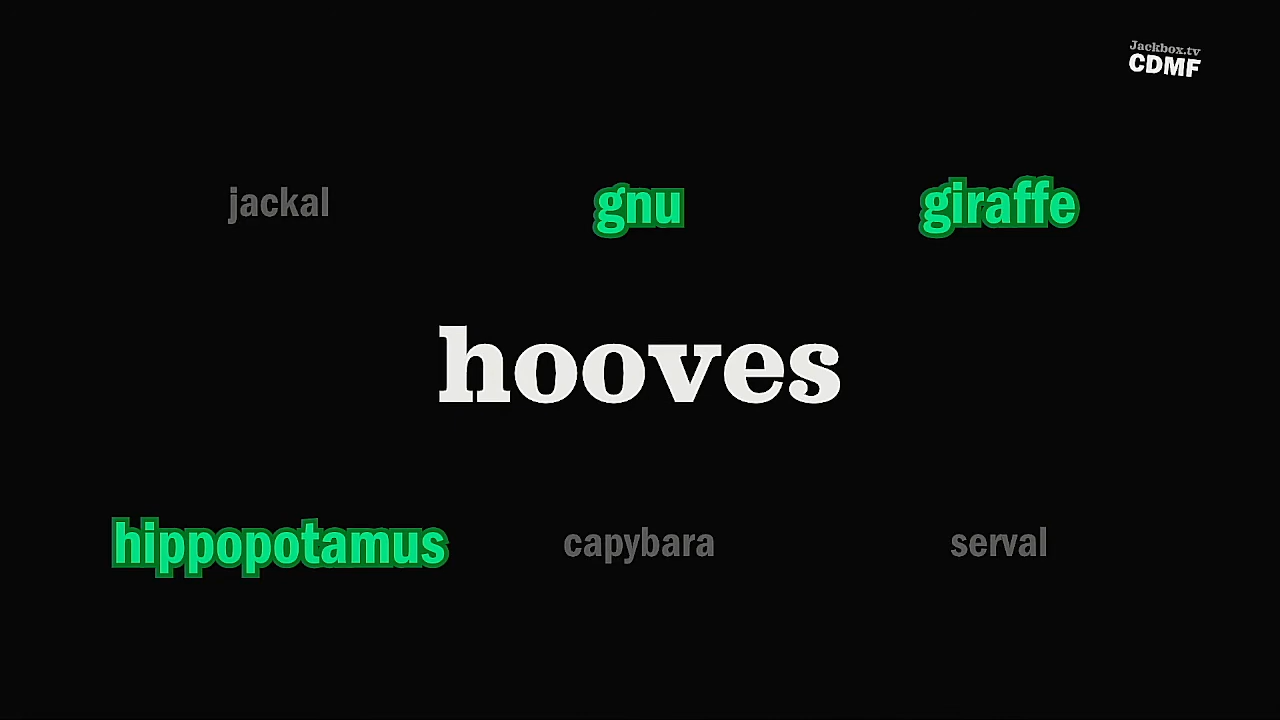 Jackbox.tv
CDMF
jackal gnu giraffe
hooves
hippopotamus capybara serval